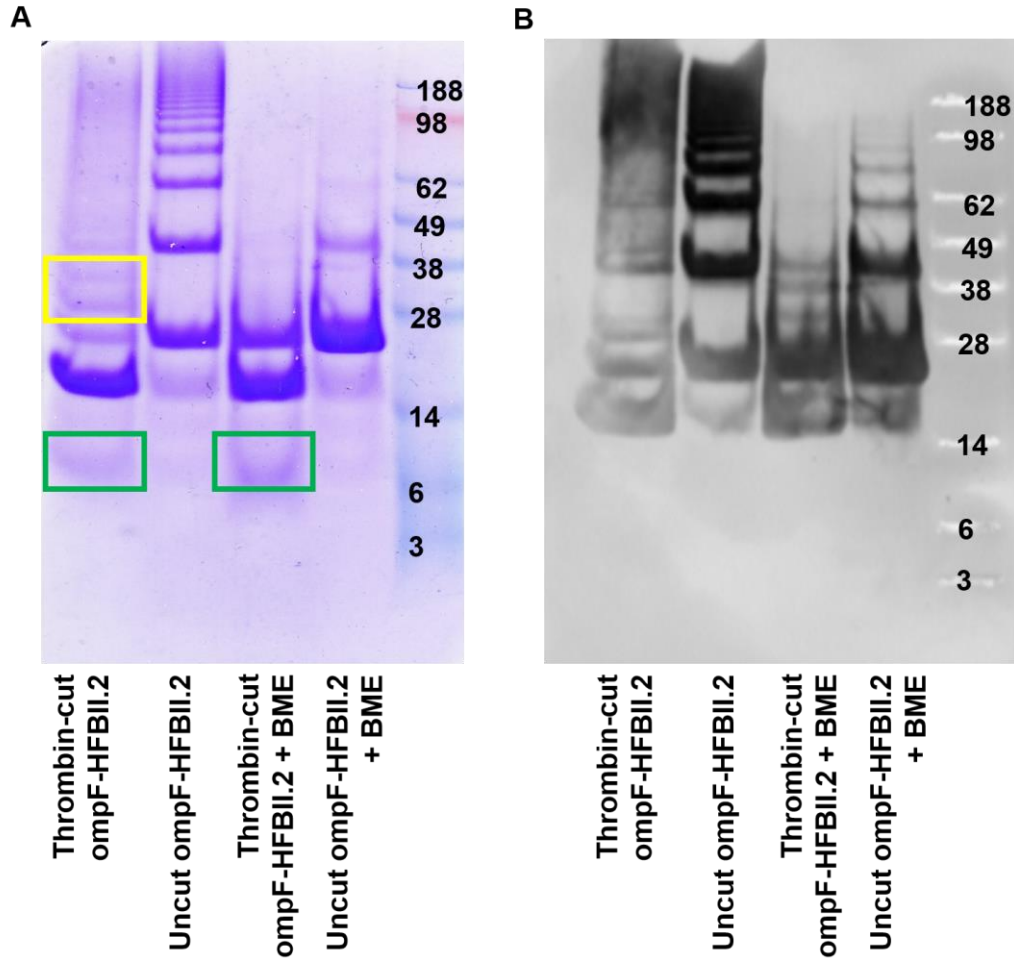 A
B
188
98
62
49
38
28
14
6
3
188
98
62
49
38
28
14
6
3
Thrombin-cut
ompF-HFBII.2
Uncut ompF-HFBII.2
Thrombin-cut
ompF-HFBII.2 + BME
Uncut ompF-HFBII.2
+ BME
Thrombin-cut
ompF-HFBII.2
Uncut ompF-HFBII.2
Thrombin-cut
ompF-HFBII.2 + BME
Uncut ompF-HFBII.2
+ BME